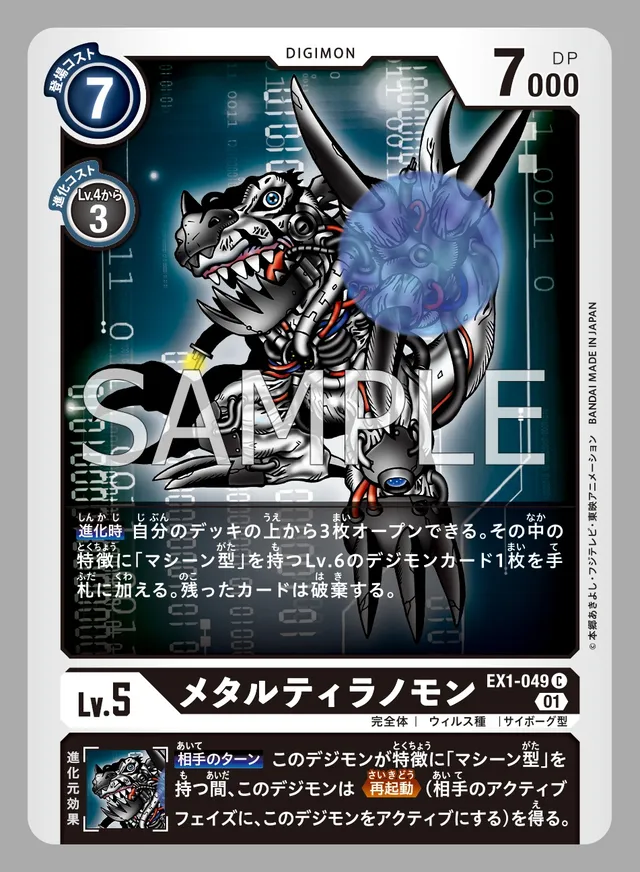 DIGIMON
登場コスト
7
DP
7000
進化コスト
Lv.4から
3
SAMPLE
進化時 自分のデッキの上から3枚オープンできる。その中の
特徴に「マシーン型」を持つLv.6のデジモンカード1枚を手
札に加える。残ったカードは破棄する。
©本郷あきよし・フジテレビ・東映アニメーション BANDAI MADE IN JAPAN
Lv.5
メタルティラノモン
EX1-049 C
01
完全体 | ウィルス種 | サイボーグ型
進化元効果
相手のターン このデジモンが特徴に「マシーン型」を
持つ間、このデジモンは 再起動 (相手のアクティブ
フェイズに、このデジモンをアクティブにする)を得る。